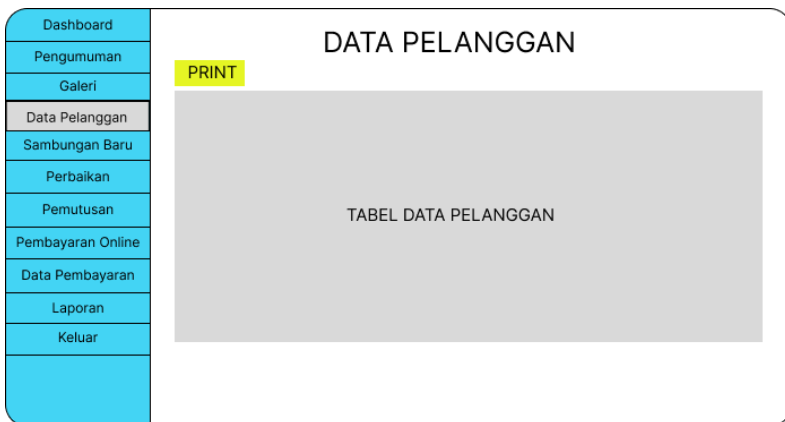 Dashboard
Pengumuman
Galeri
Data Pelanggan
Sambungan Baru
Perbaikan
Pemutusan
Pembayaran Online
Data Pembayaran
Laporan
Keluar
DATA PELANGGAN
PRINT
TABEL DATA PELANGGAN